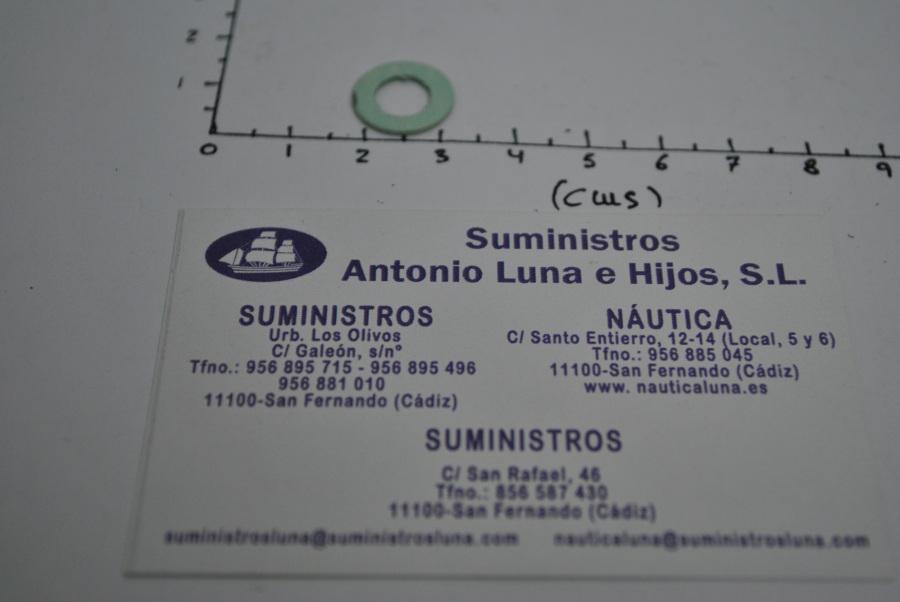 2
1
0 1 2 3 4 5 6 7 8 9
(cms)
Suministros
Antonio Luna e Hijos, S.L.
SUMINISTROS
Urb. Los Olivos
C/ Galeón, s/nº
Tfno.: 956 895 715 - 956 895 496
956 881 010
11100-San Fernando (Cádiz)
NÁUTICA
C/ Santo Entierro, 12-14 (Local, 5 y 6)
Tfno.: 956 885 045
11100-San Fernando (Cádiz)
www. nauticaluna.es
SUMINISTROS
C/ San Rafael, 46
Tfno.: 856 587 430
11100-San Fernando (Cádiz)
suministrosluna@suministrosluna.com nauticaluna@suministrosluna.com